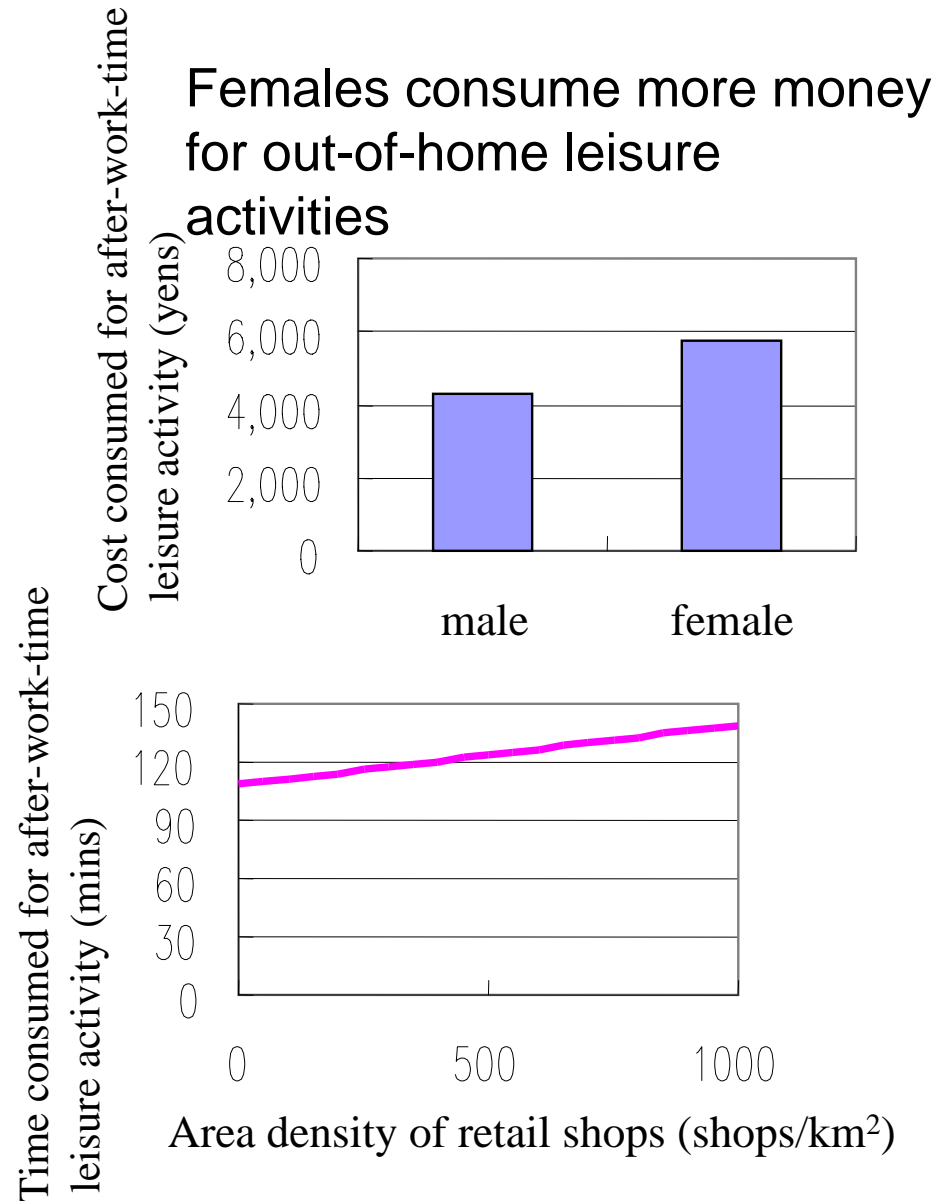 Females consume more money
for out-of-home leisure
activities
Cost consumed for after-work-time
leisure activity (yens)
8,000
6,000
4,000
2,000
0
male female
Time consumed for after-work-time
leisure activity (mins)
150
120
90
60
30
0
0 500 1000
Area density of retail shops (shops/km²)